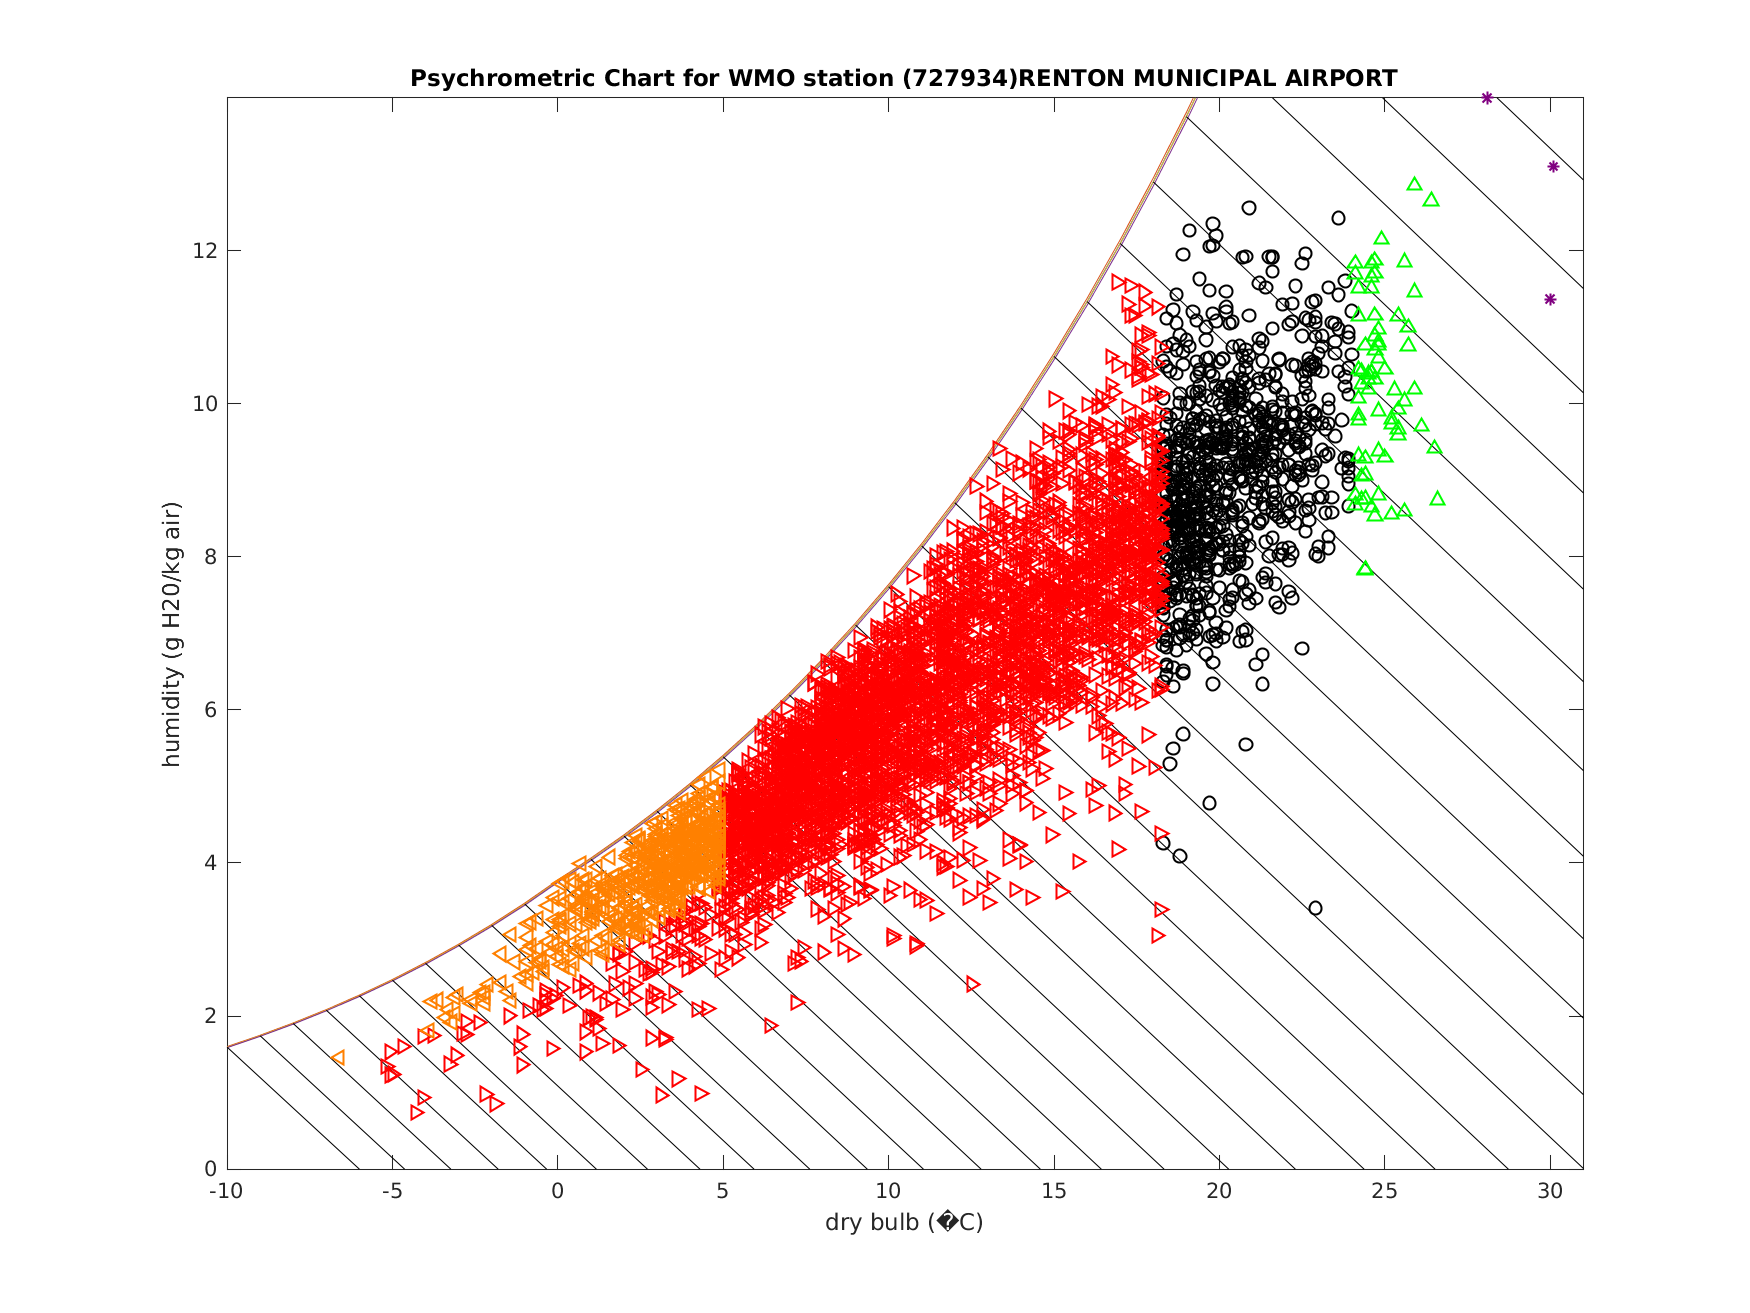 Psychrometric Chart for WMO station (727934)RENTON MUNICIPAL AIRPORT
humidity (g H20/kg air)
12
10
8
6
4
2
0
-10 -5 0 5 10 15 20 25 30
dry bulb (�C)